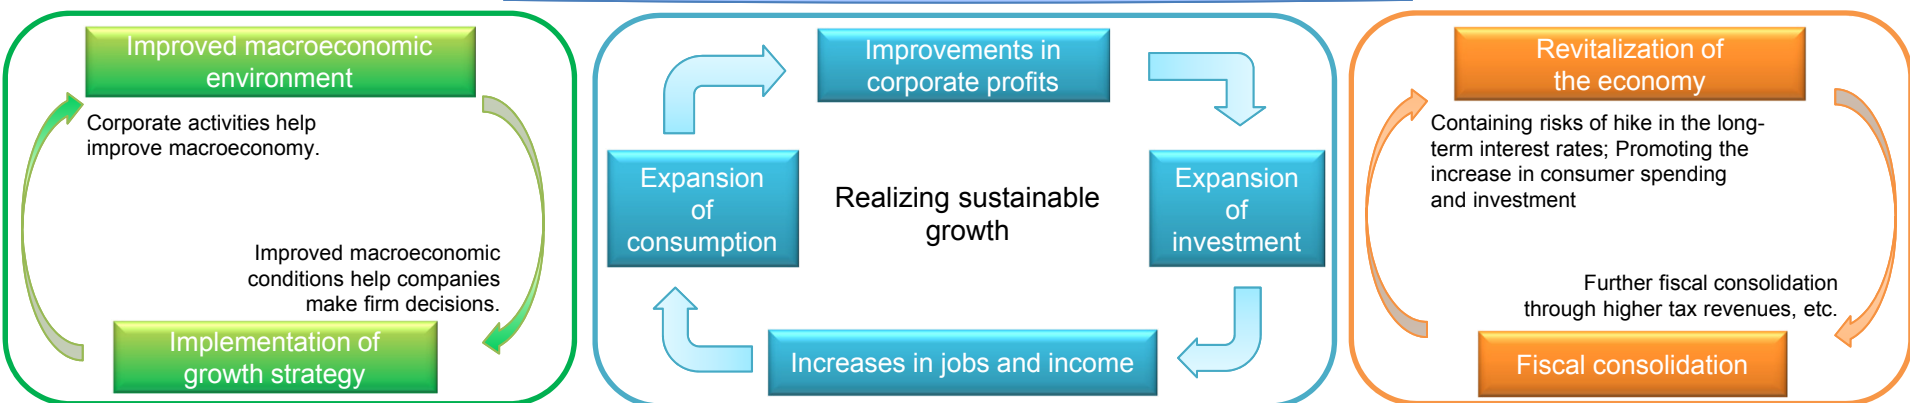 Improved macroeconomic
environment
Corporate activities help
improve macroeconomy.
Improved macroeconomic
conditions help companies
make firm decisions.
Implementation of
growth strategy
Improvements in
corporate profits
Expansion
of
consumption
Realizing sustainable
growth
Expansion
of
investment
Increases in jobs and income
Revitalization of
the economy
Containing risks of hike in the long-
term interest rates; Promoting the
increase in consumer spending
and investment
Further fiscal consolidation
through higher tax revenues, etc.
Fiscal consolidation